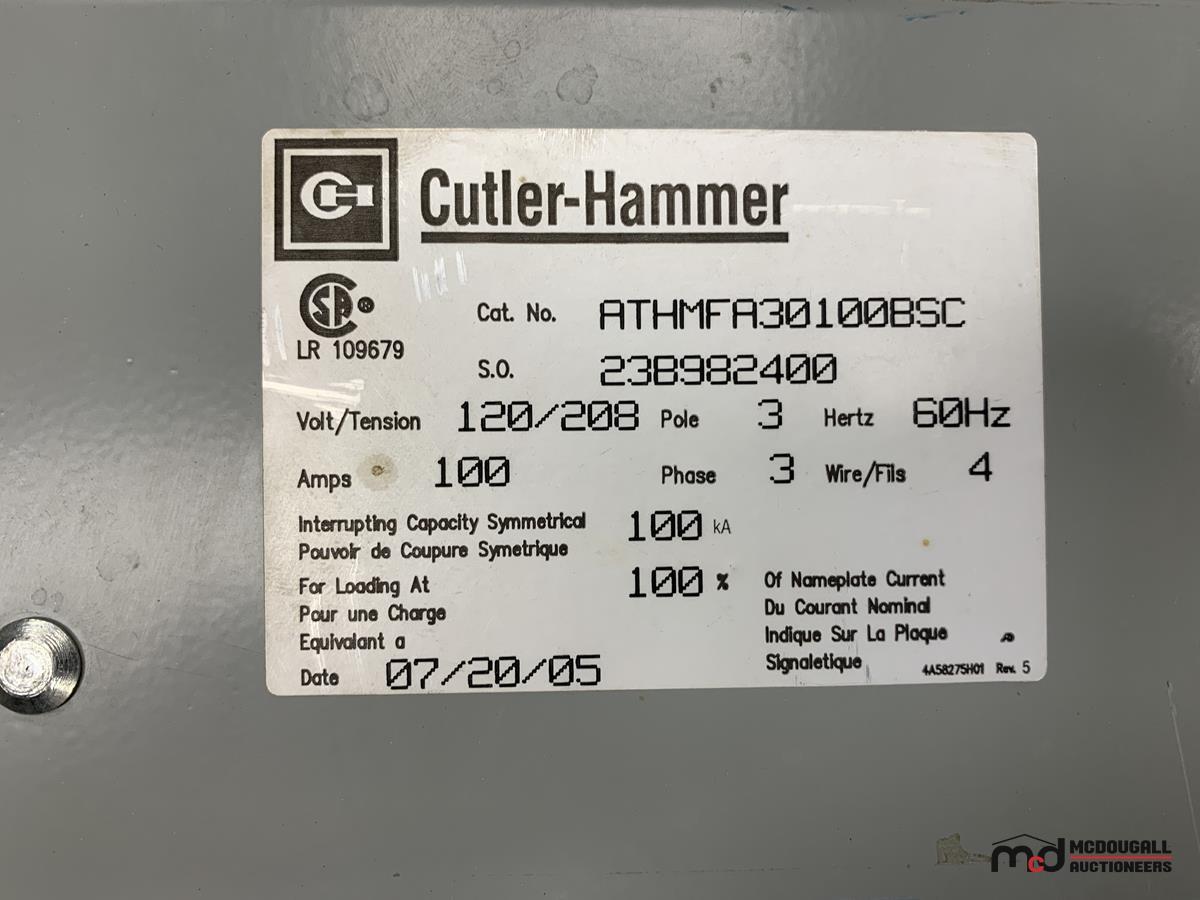 CH Cutler-Hammer
CSA ®
LR 109679
Cat. No. ATHMFA30100BSC
S.O. 23B982400
Volt/Tension 120/208 Pole 3 Hertz 60Hz
Amps 100 Phase 3 Wire/Fils 4
Interrupting Capacity Symmetrical 100 kA
Pouvoir de Coupure Symetrique
For Loading At 100 % Of Nameplate Current
Pour une Charge Du Courant Nominal
Equivalant a Indique Sur La Plaque
Date 07/20/05 Signaletique 4A58275H01 Rev. 5
mcd MCDOUGALL
AUCTIONEERS